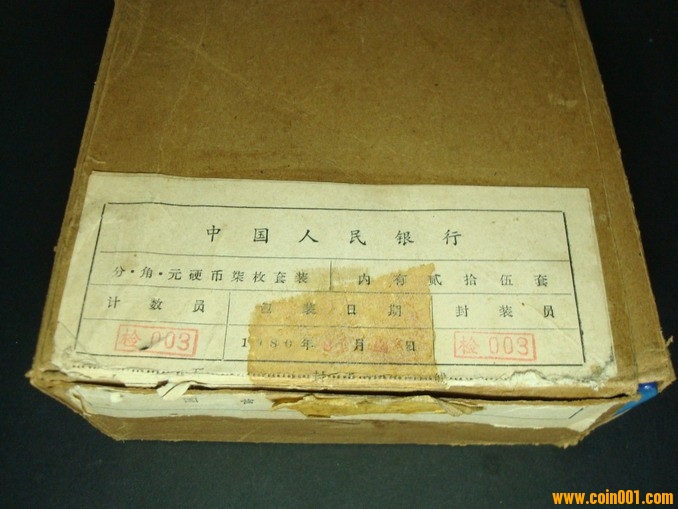 中国人民银行
分·角·元硬币柒枚套装 内有贰拾伍套
计数员 包装日期 封装员
检003 1986年 月 日 检003
www.coin001.com